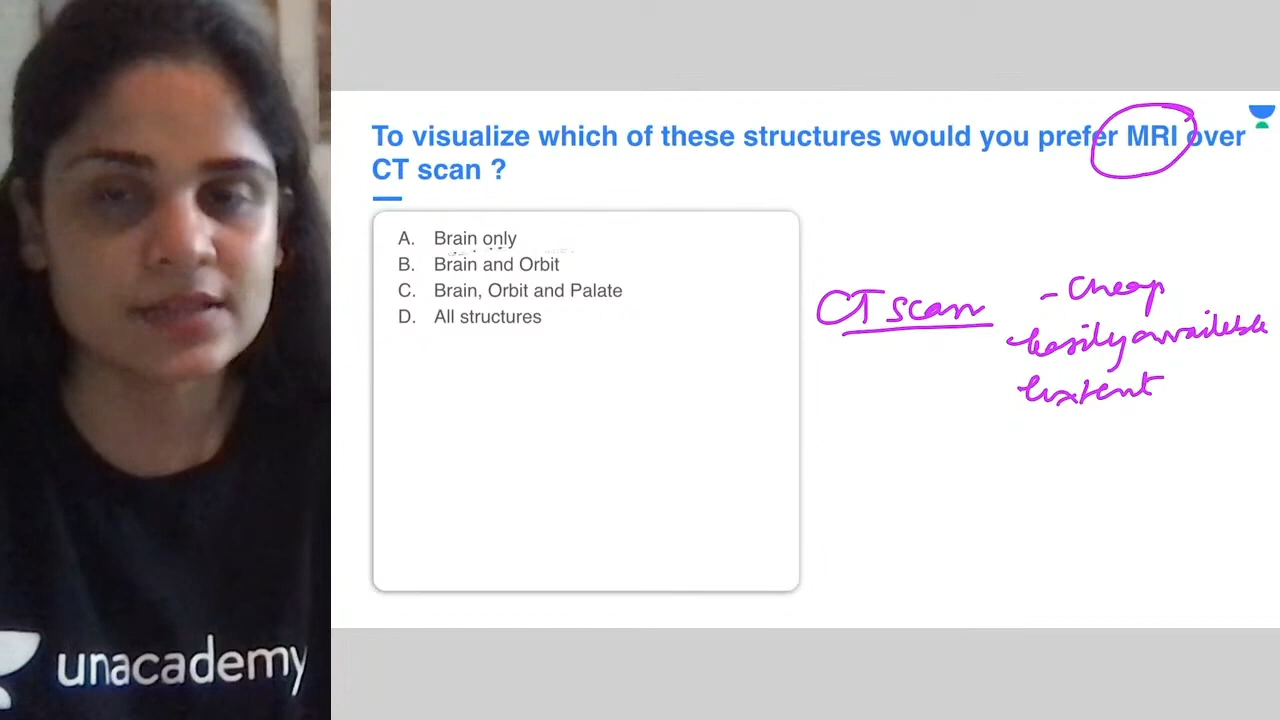 To visualize which of these structures would you prefer MRI over
CT scan ?
A. Brain only
B. Brain and Orbit
C. Brain, Orbit and Palate
D. All structures
CT scan
- Cheap
- easily available
- extent
unacademy